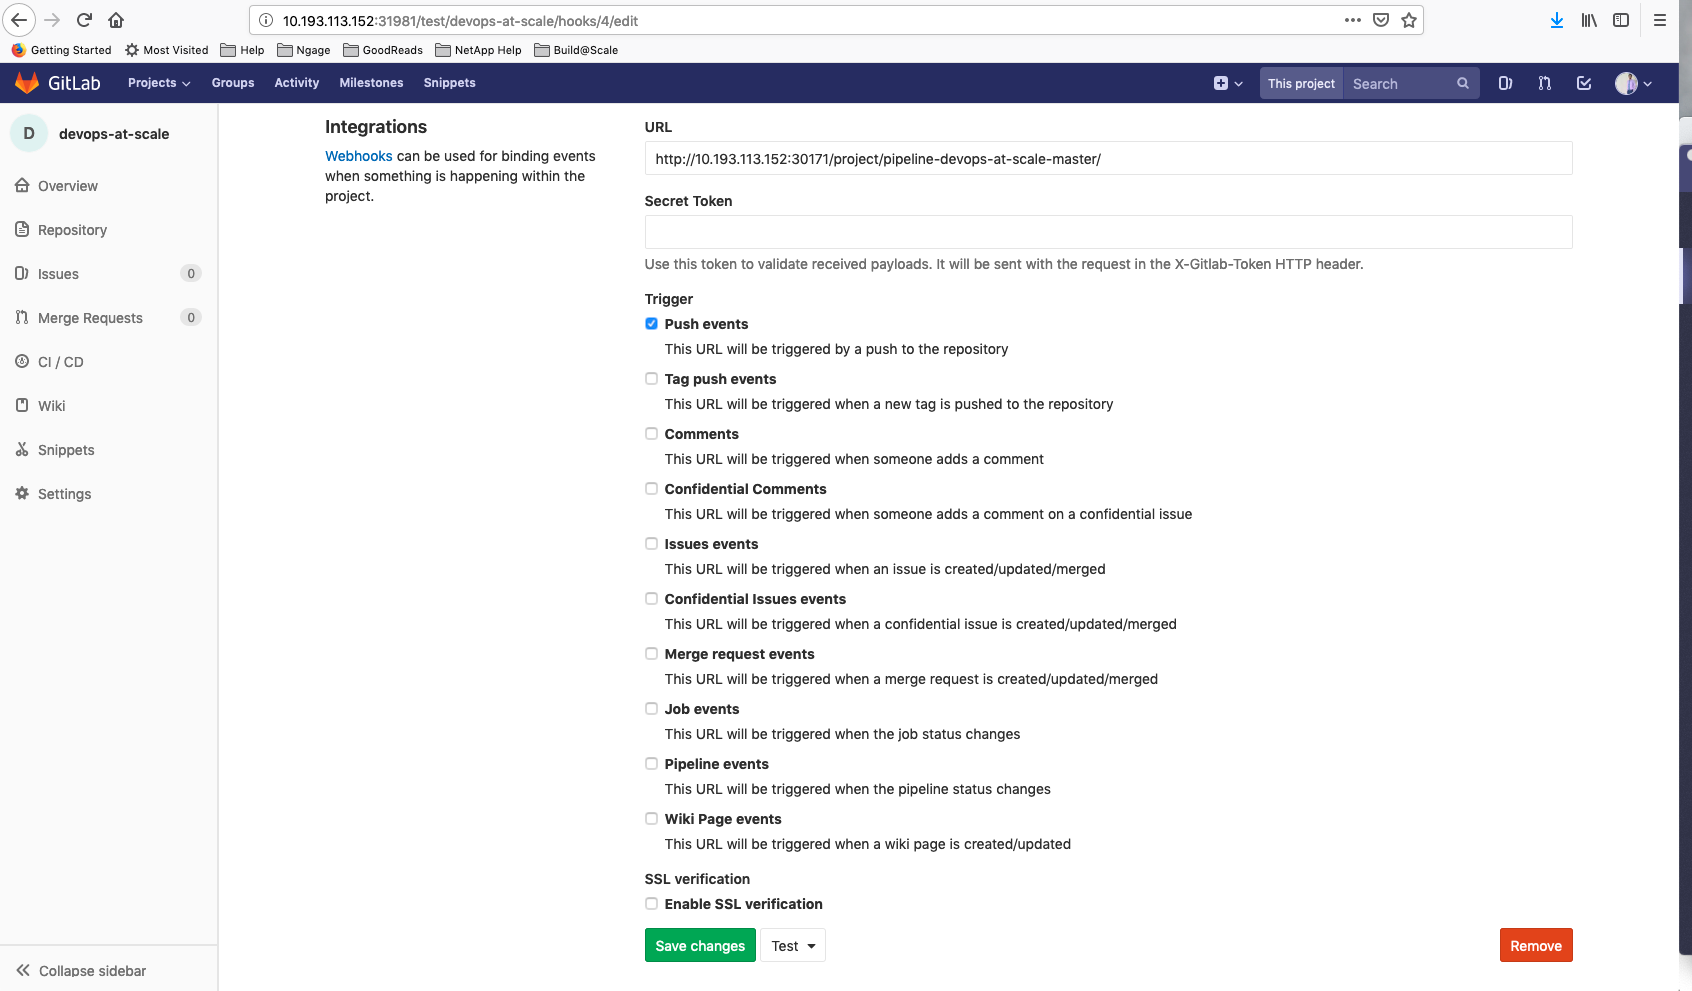 10.193.113.152:31981/test/devops-at-scale/hooks/4/edit
Getting Started Most Visited Help Ngage GoodReads NetApp Help Build@Scale
GitLab Projects Groups Activity Milestones Snippets This project Search
D devops-at-scale
Overview
Repository
Issues 0
Merge Requests 0
CI / CD
Wiki
Snippets
Settings
Collapse sidebar
Integrations
Webhooks can be used for binding events
when something is happening within the
project.
URL
http://10.193.113.152:30171/project/pipeline-devops-at-scale-master/
Secret Token
Use this token to validate received payloads. It will be sent with the request in the X-Gitlab-Token HTTP header.
Trigger
Push events
This URL will be triggered by a push to the repository
Tag push events
This URL will be triggered when a new tag is pushed to the repository
Comments
This URL will be triggered when someone adds a comment
Confidential Comments
This URL will be triggered when someone adds a comment on a confidential issue
Issues events
This URL will be triggered when an issue is created/updated/merged
Confidential Issues events
This URL will be triggered when a confidential issue is created/updated/merged
Merge request events
This URL will be triggered when a merge request is created/updated/merged
Job events
This URL will be triggered when the job status changes
Pipeline events
This URL will be triggered when the pipeline status changes
Wiki Page events
This URL will be triggered when a wiki page is created/updated
SSL verification
Enable SSL verification
Save changes Test Remove